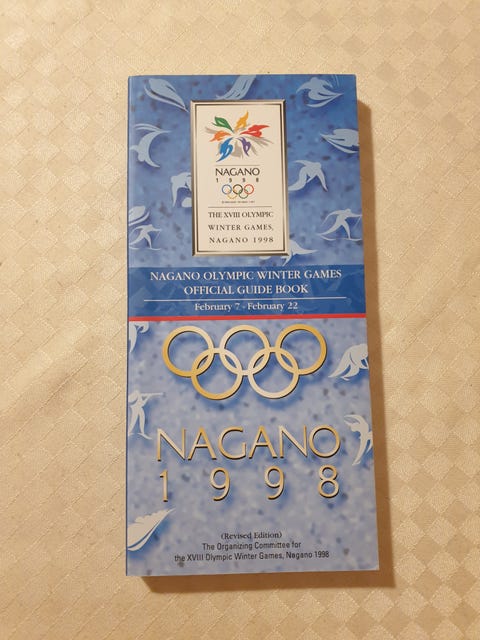 NAGANO
1998
THE XVIII OLYMPIC
WINTER GAMES,
NAGANO 1998
NAGANO OLYMPIC WINTER GAMES
OFFICIAL GUIDE BOOK
February 7 - February 22
NAGANO
1998
(Revised Edition)
The Organizing Committee for
the XVIII Olympic Winter Games, Nagano 1998